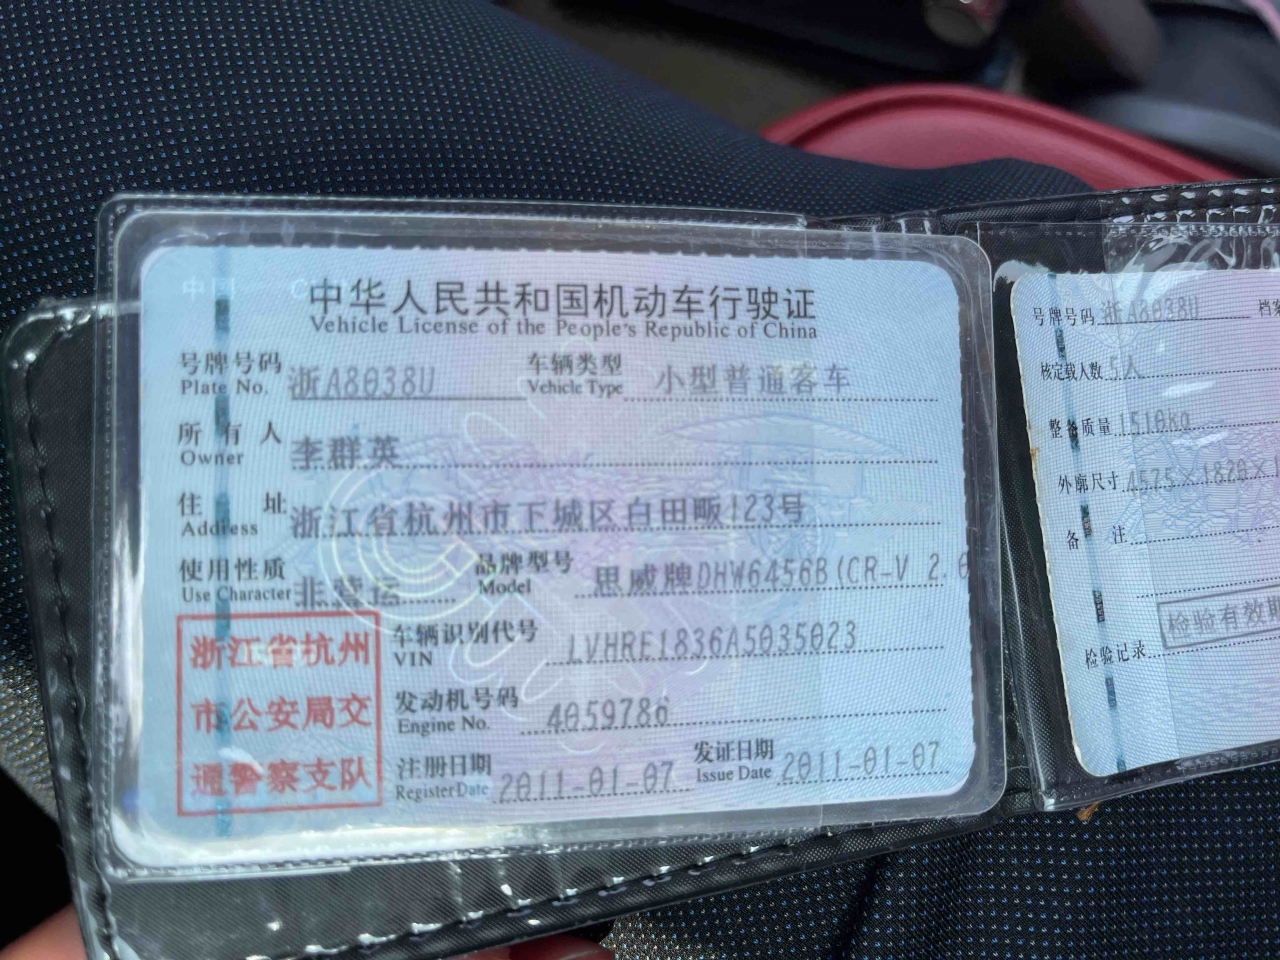 中华人民共和国机动车行驶证
Vehicle License of the People's Republic of China
号牌号码 浙A8038U 车辆类型 小型普通客车
Plate No. Vehicle Type
所有人 李群英
Owner
住址 浙江省杭州市下城区白田畈123号
Address
使用性质 非营运 品牌型号 思威牌DHW6456B(CR-V 2.0
Use Character Model
浙江省杭州
市公安局交
通警察支队
车辆识别代号 LVHRE1836A5035023
VIN
发动机号码 4059786
Engine No.
注册日期 2011-01-07 发证日期 2011-01-07
Register Date Issue Date
号牌号码 浙A8038U 档案
核定载人数 5人
整备质量 1510kg
外廓尺寸 4575×1820×1
备注
检验有效期
检验记录